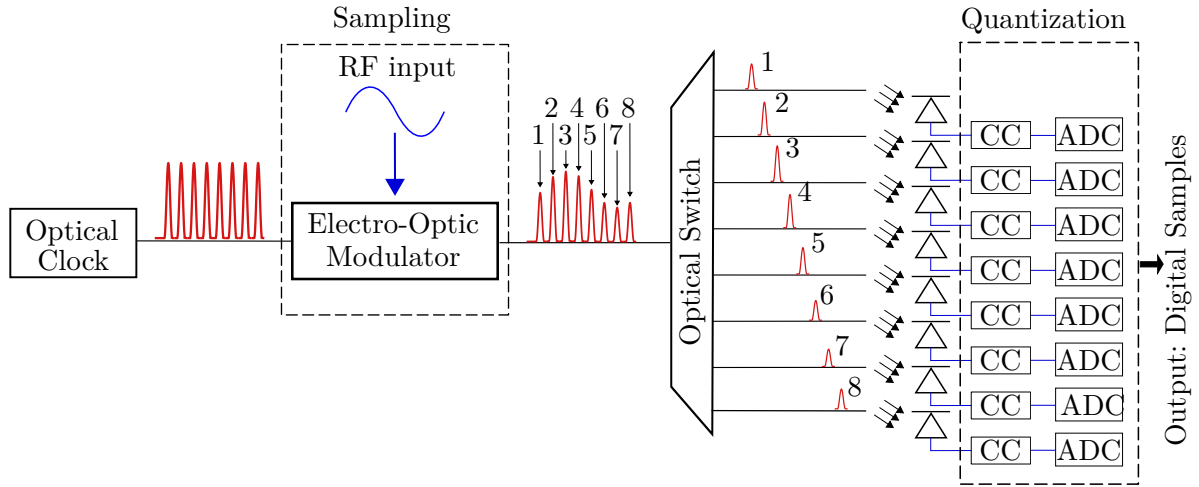 Sampling
RF input
Optical
Clock
Electro-Optic
Modulator
1 2 3 4 5 6 7 8
Optical Switch
1
2
3
4
5
6
7
8
Quantization
CC ADC
CC ADC
CC ADC
CC ADC
CC ADC
CC ADC
CC ADC
CC ADC
Output: Digital Samples